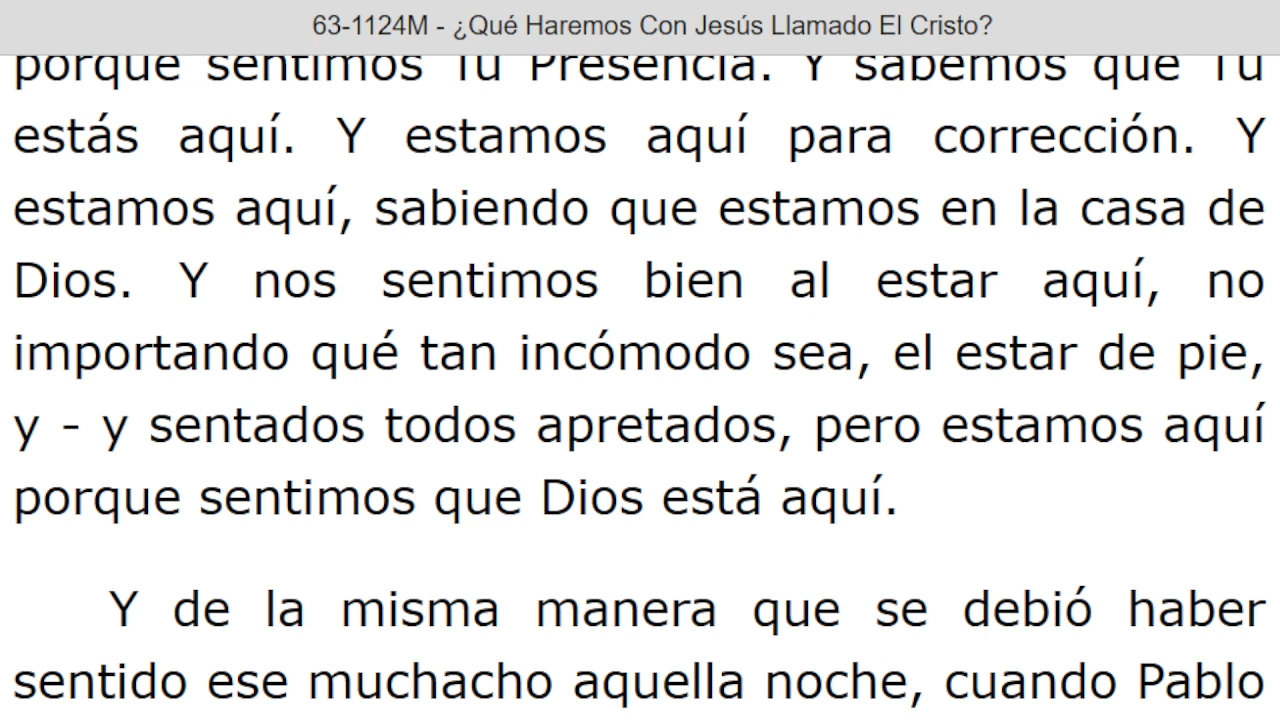 63-1124M - ¿Qué Haremos Con Jesús Llamado El Cristo?
porque sentimos Tu Presencia. Y sabemos que Tú
estás aquí. Y estamos aquí para corrección. Y
estamos aquí, sabiendo que estamos en la casa de
Dios. Y nos sentimos bien al estar aquí, no
importando qué tan incómodo sea, el estar de pie,
y - y sentados todos apretados, pero estamos aquí
porque sentimos que Dios está aquí.
Y de la misma manera que se debió haber
sentido ese muchacho aquella noche, cuando Pablo